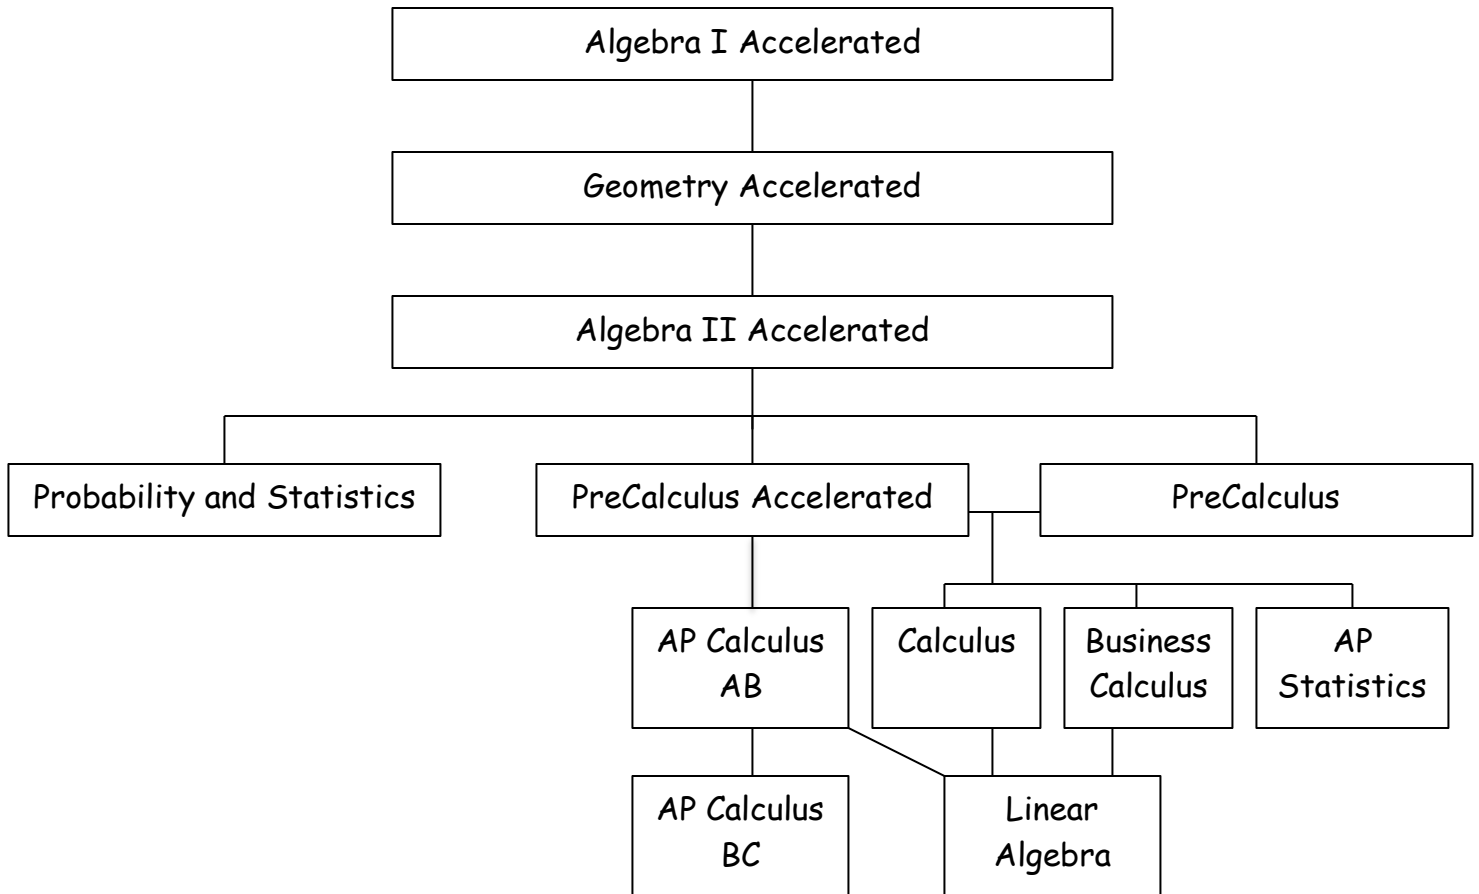 Algebra I Accelerated
Geometry Accelerated
Algebra II Accelerated
Probability and Statistics
PreCalculus Accelerated
PreCalculus
AP Calculus
AB
Calculus
Business
Calculus
AP
Statistics
AP Calculus
BC
Linear
Algebra